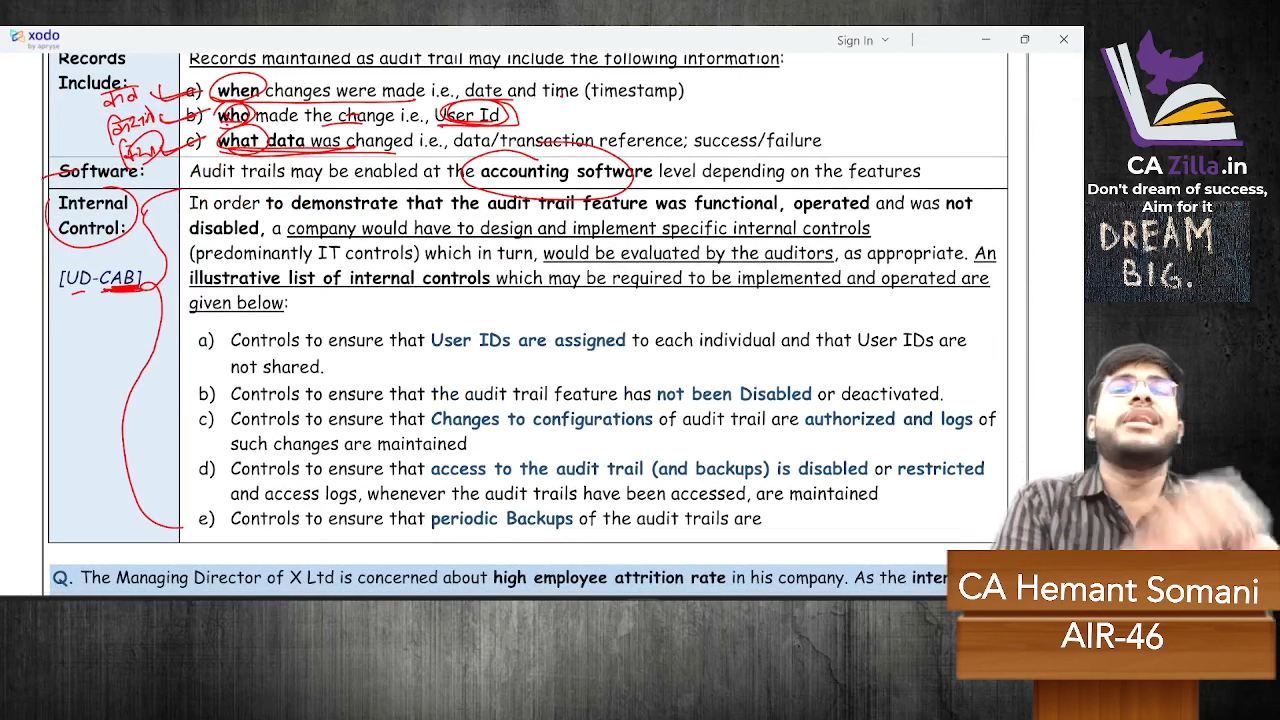 xodo
by apryse
Sign In
Records Include:
Records maintained as audit trail may include the following information:
a) when changes were made i.e., date and time (timestamp)
b) who made the change i.e., User Id
c) what data was changed i.e., data/transaction reference; success/failure
Software:
Audit trails may be enabled at the accounting software level depending on the features
Internal
Control:
[UD-CAB]
In order to demonstrate that the audit trail feature was functional, operated and was not
disabled, a company would have to design and implement specific internal controls
(predominantly IT controls) which in turn, would be evaluated by the auditors, as appropriate. An
illustrative list of internal controls which may be required to be implemented and operated are
given below:
a) Controls to ensure that User IDs are assigned to each individual and that User IDs are
not shared.
b) Controls to ensure that the audit trail feature has not been Disabled or deactivated.
c) Controls to ensure that Changes to configurations of audit trail are authorized and logs of
such changes are maintained
d) Controls to ensure that access to the audit trail (and backups) is disabled or restricted
and access logs, whenever the audit trails have been accessed, are maintained
e) Controls to ensure that periodic Backups of the audit trails are
Q. The Managing Director of X Ltd is concerned about high employee attrition rate in his company. As the inter
CA Zilla.in
Don't dream of success,
Aim for it
DREAM
BIG.
CA Hemant Somani
AIR-46